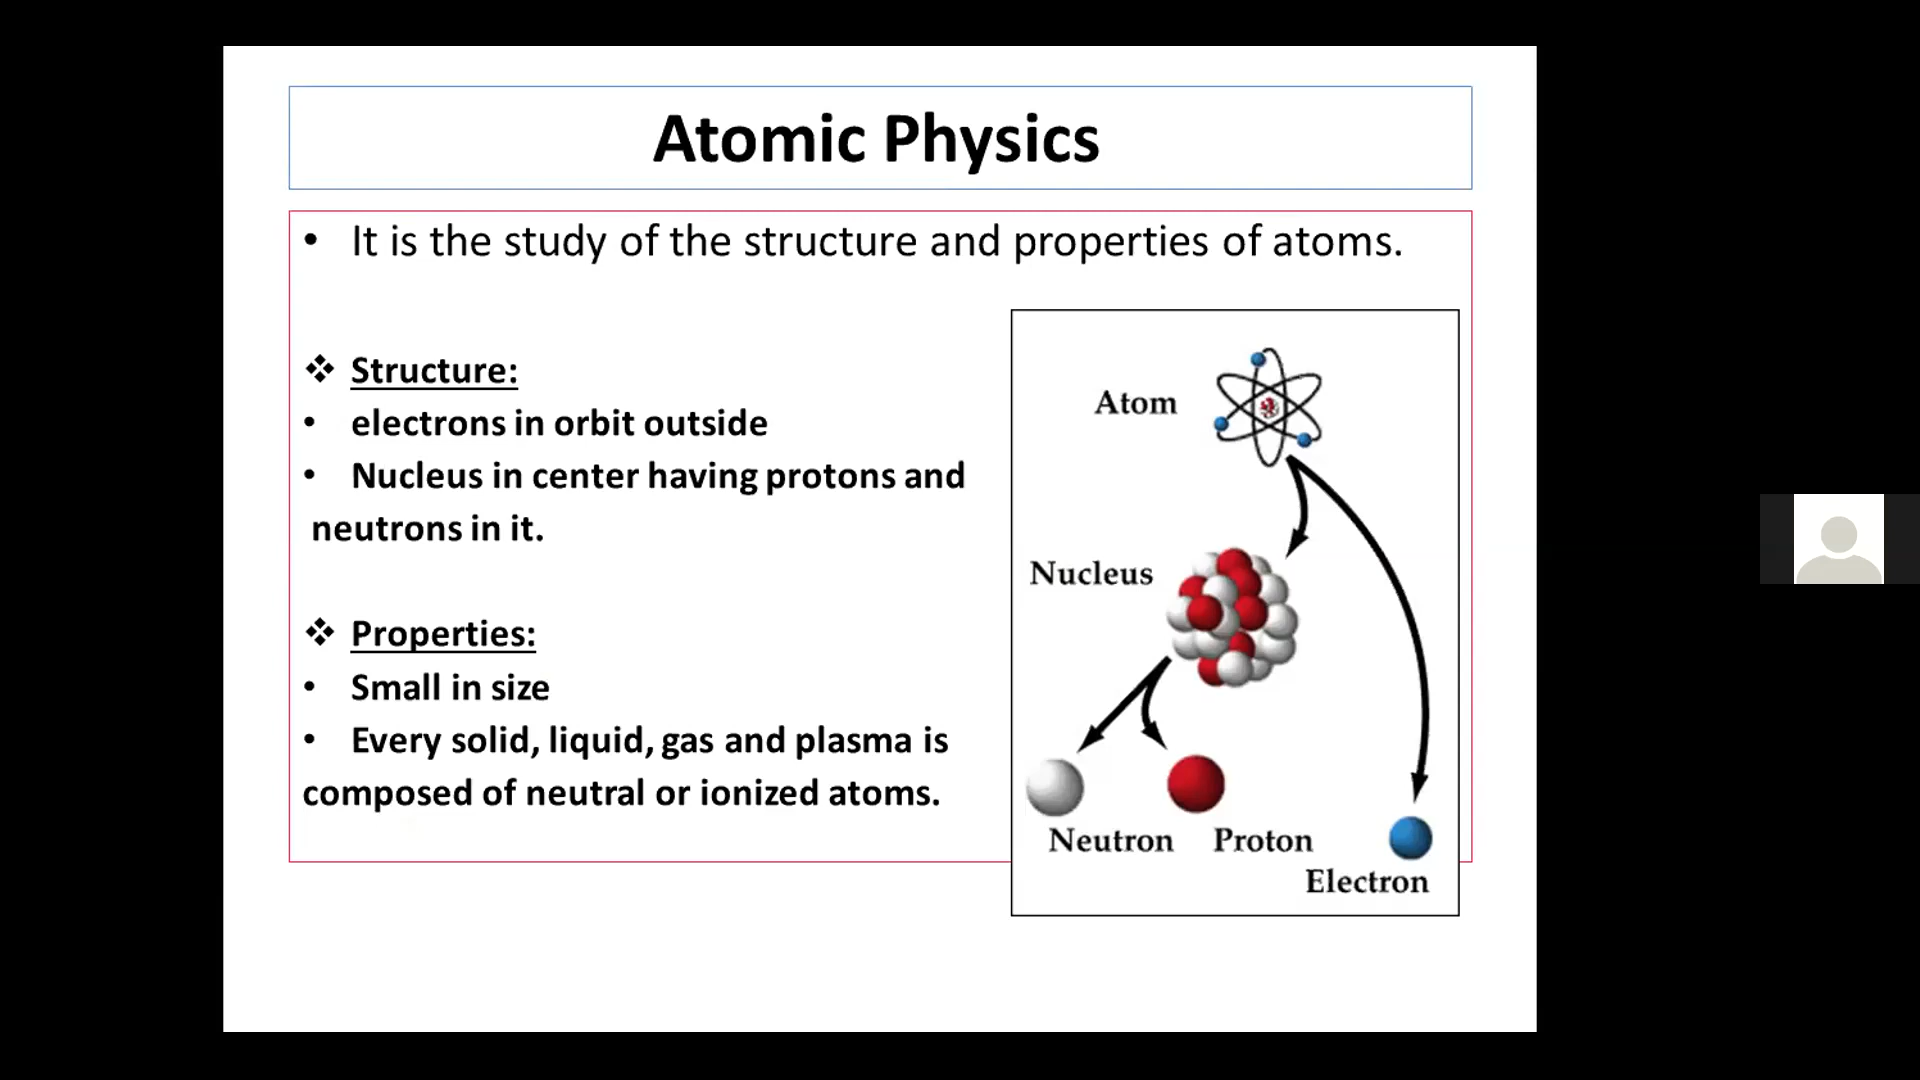 Atomic Physics
• It is the study of the structure and properties of atoms.
❖ Structure:
• electrons in orbit outside
• Nucleus in center having protons and
neutrons in it.
❖ Properties:
• Small in size
• Every solid, liquid, gas and plasma is
composed of neutral or ionized atoms.
Atom
Nucleus
Neutron Proton
Electron